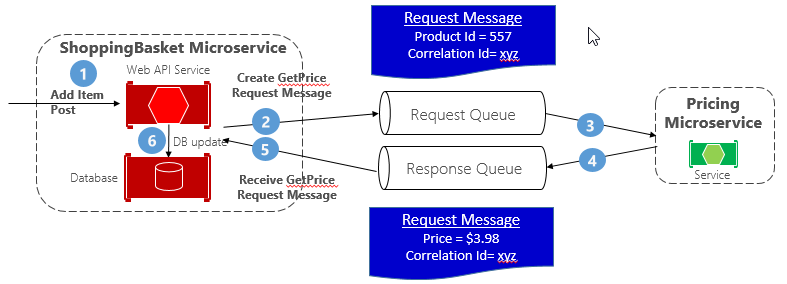 Request Message
Product Id = 557
Correlation Id= xyz
ShoppingBasket Microservice
1
Web API Service
Add Item
Post
Create GetPrice
Request Message
2
Request Queue
3
Pricing
Microservice
6
DB update
5
4
Response Queue
Service
Database
Receive GetPrice
Request Message
Request Message
Price = $3.98
Correlation Id= xyz